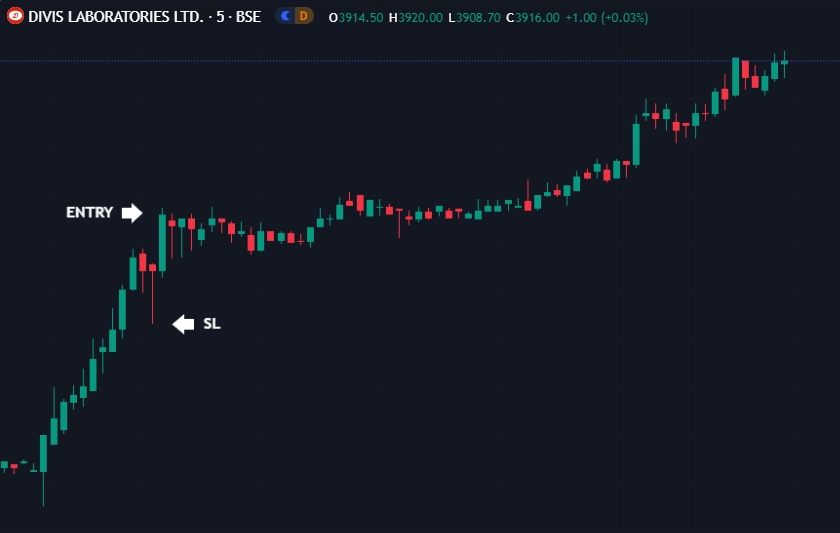 DIVIS LABORATORIES LTD. · 5 · BSE D O3914.50 H3920.00 L3908.70 C3916.00 +1.00 (+0.03%)
ENTRY
SL